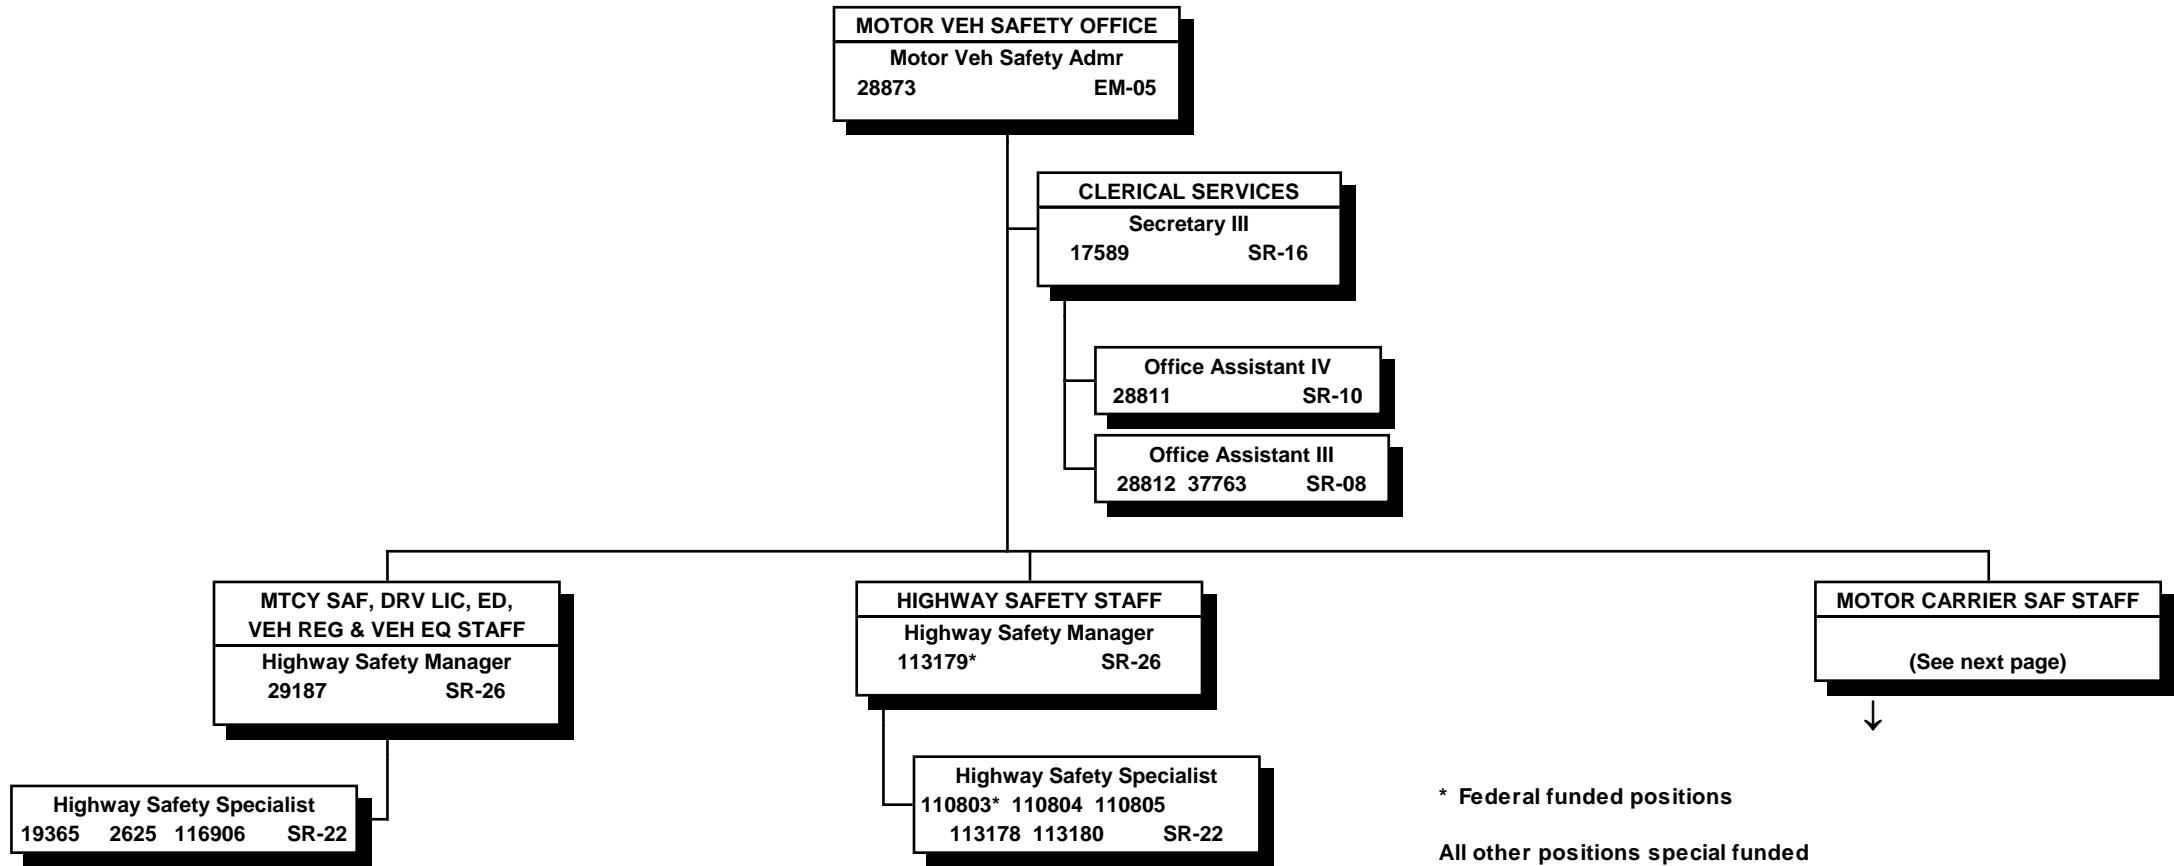 MOTOR VEH SAFETY OFFICE
Motor Veh Safety Admr
28873 EM-05
CLERICAL SERVICES
Secretary III
17589 SR-16
Office Assistant IV
28811 SR-10
Office Assistant III
28812 37763 SR-08
MTCY SAF, DRV LIC, ED,
VEH REG & VEH EQ STAFF
Highway Safety Manager
29187 SR-26
Highway Safety Specialist
19365 2625 116906 SR-22
HIGHWAY SAFETY STAFF
Highway Safety Manager
113179* SR-26
Highway Safety Specialist
110803* 110804 110805
113178 113180 SR-22
MOTOR CARRIER SAF STAFF
(See next page)
↓
* Federal funded positions
All other positions special funded